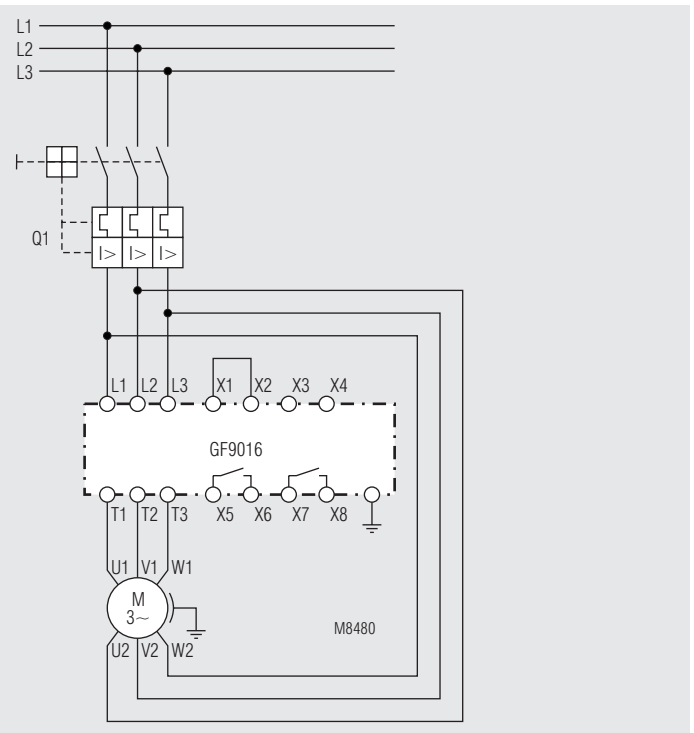 L1
L2
L3
Q1
I> I> I>
L1 L2 L3 X1 X2 X3 X4
GF9016
T1 T2 T3 X5 X6 X7 X8
U1 V1 W1
M
3~
M8480
U2 V2 W2